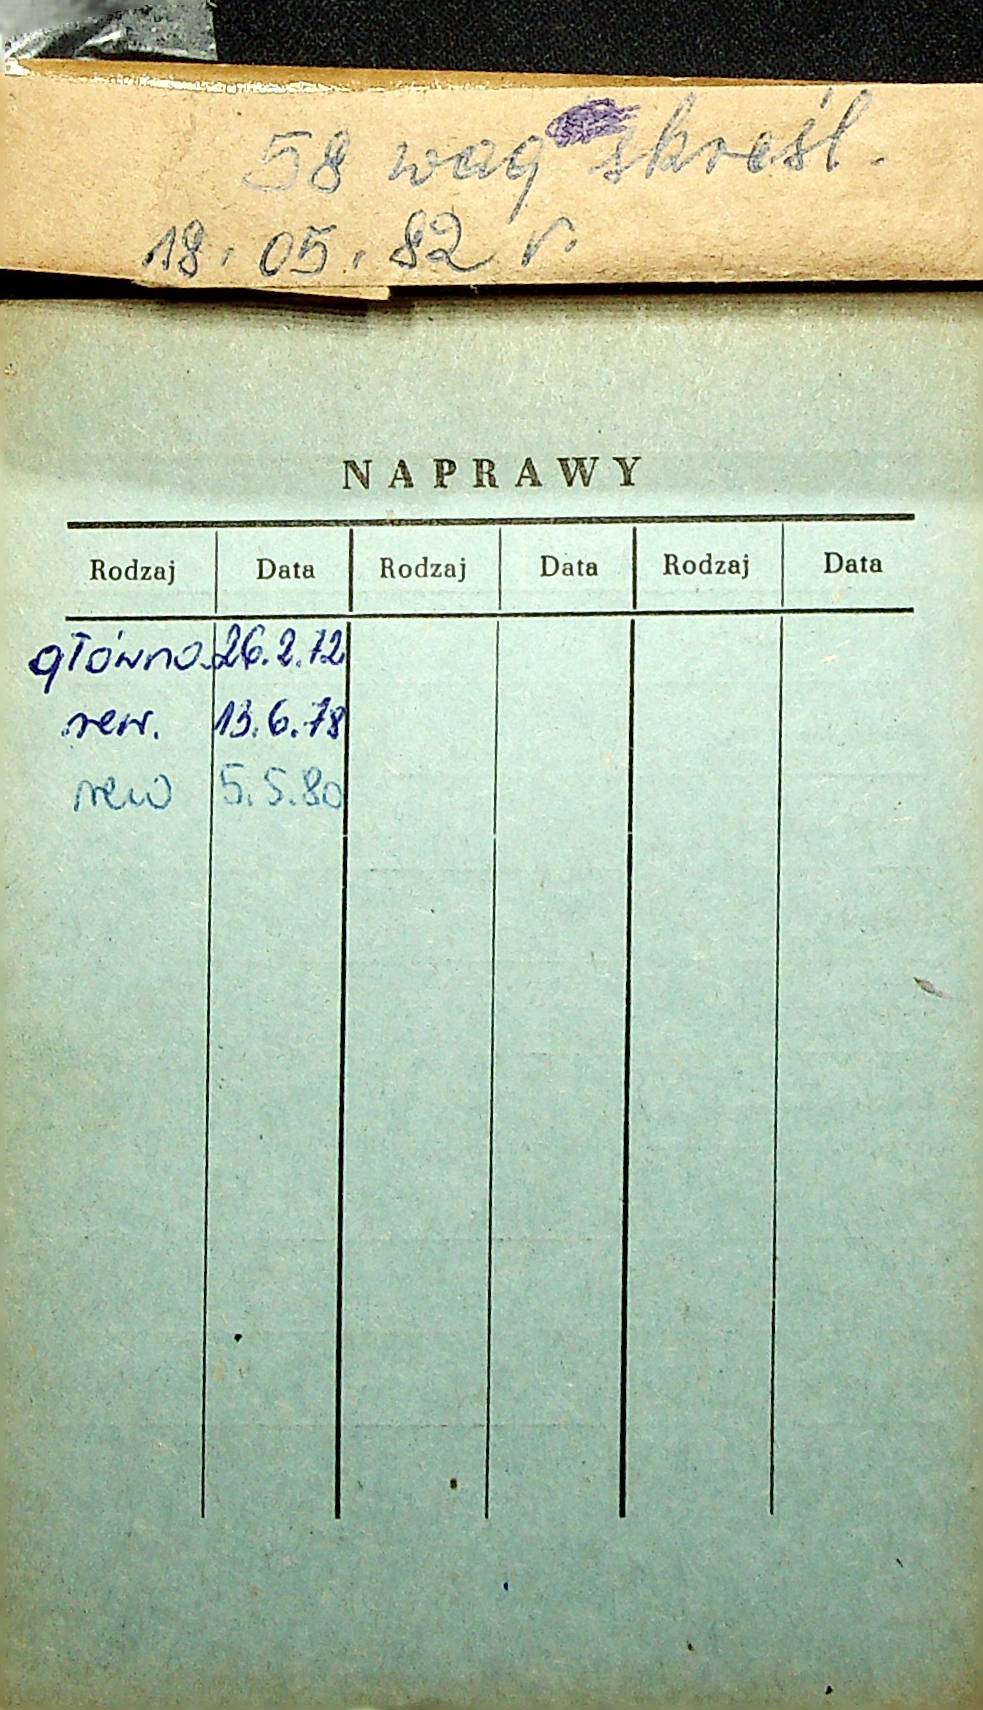 58 wag skreśl.
18.05.82 r.
NAPRAWY
Rodzaj Data Rodzaj Data Rodzaj Data
główna 26.2.72
rew. 13.6.78
rew 5.5.80